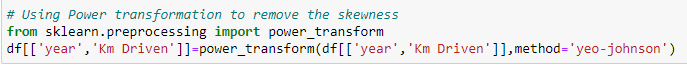 # Using Power transformation to remove the skewness
from sklearn.preprocessing import power_transform
df[['year','Km Driven']]=power_transform(df[['year','Km Driven']],method='yeo-johnson')